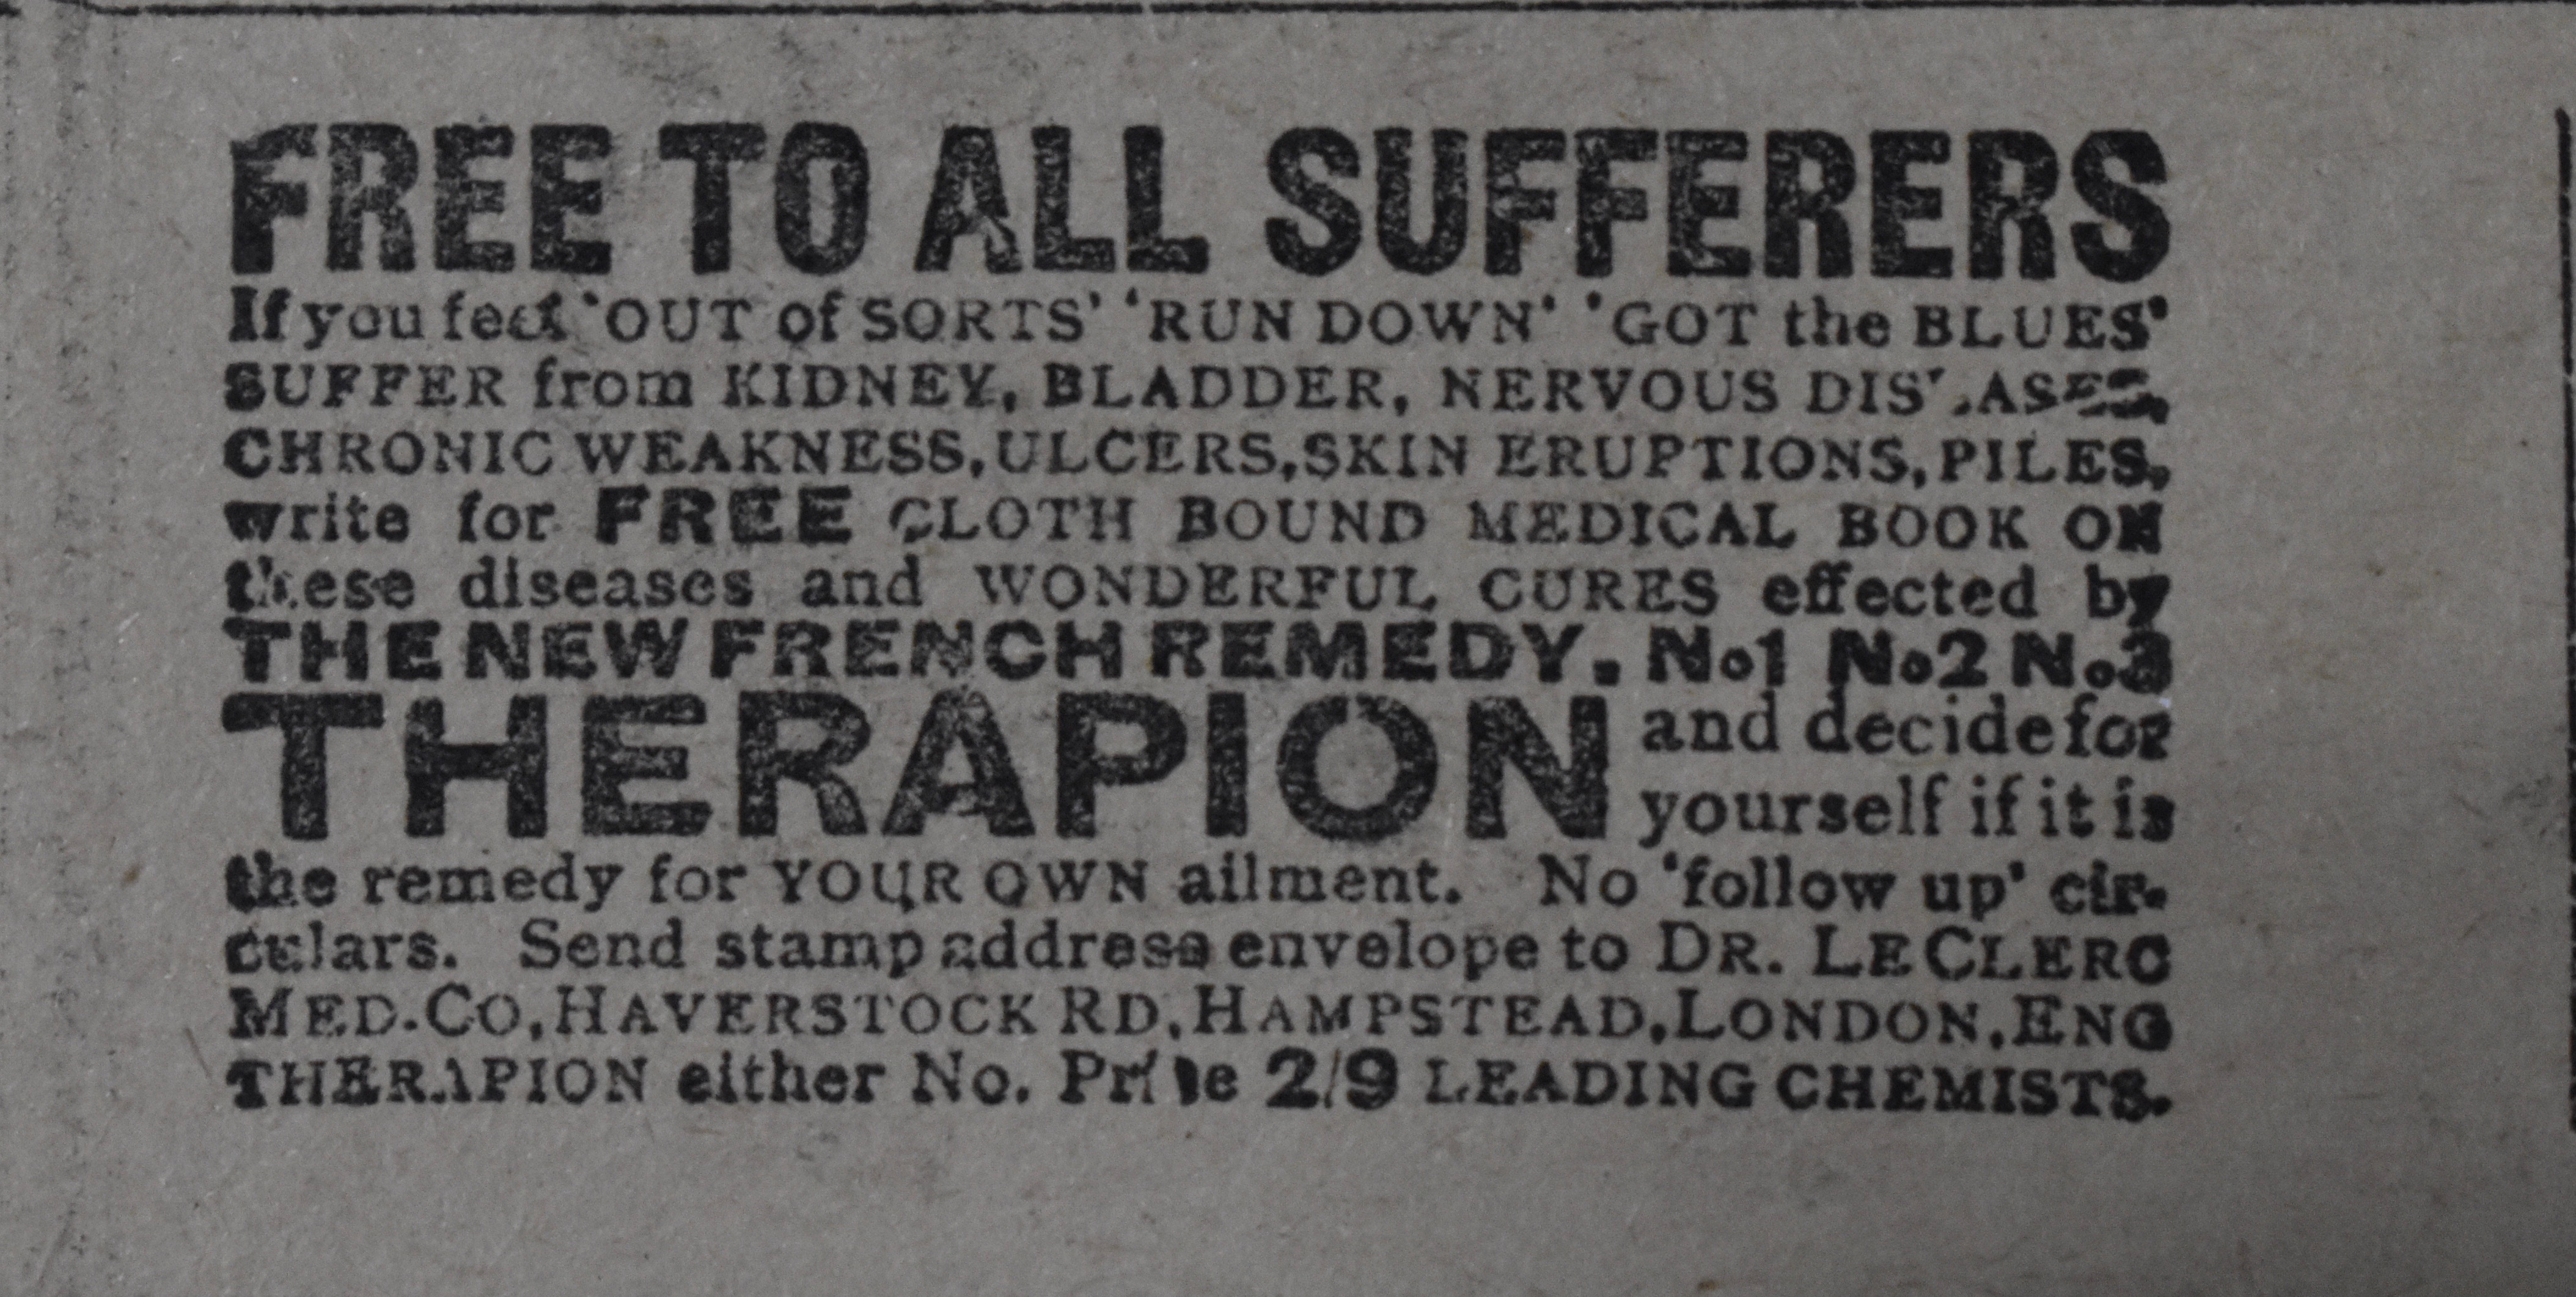 FREE TO ALL SUFFERERS
If you feel 'OUT of SORTS' 'RUN DOWN' 'GOT the BLUES'
SUFFER from KIDNEY, BLADDER, NERVOUS DISEASES,
CHRONIC WEAKNESS, ULCERS, SKIN ERUPTIONS, PILES,
write for FREE CLOTH BOUND MEDICAL BOOK ON
these diseases and WONDERFUL CURES effected by
THE NEW FRENCH REMEDY. No1 No2 No3
THERAPION and decide for
yourself if it is
the remedy for YOUR OWN ailment. No 'follow up' cir-
culars. Send stamp address envelope to DR. LE CLERC
MED. CO, HAVERSTOCK RD, HAMPSTEAD, LONDON, ENG
THERAPION either No. Price 2/9 LEADING CHEMISTS.